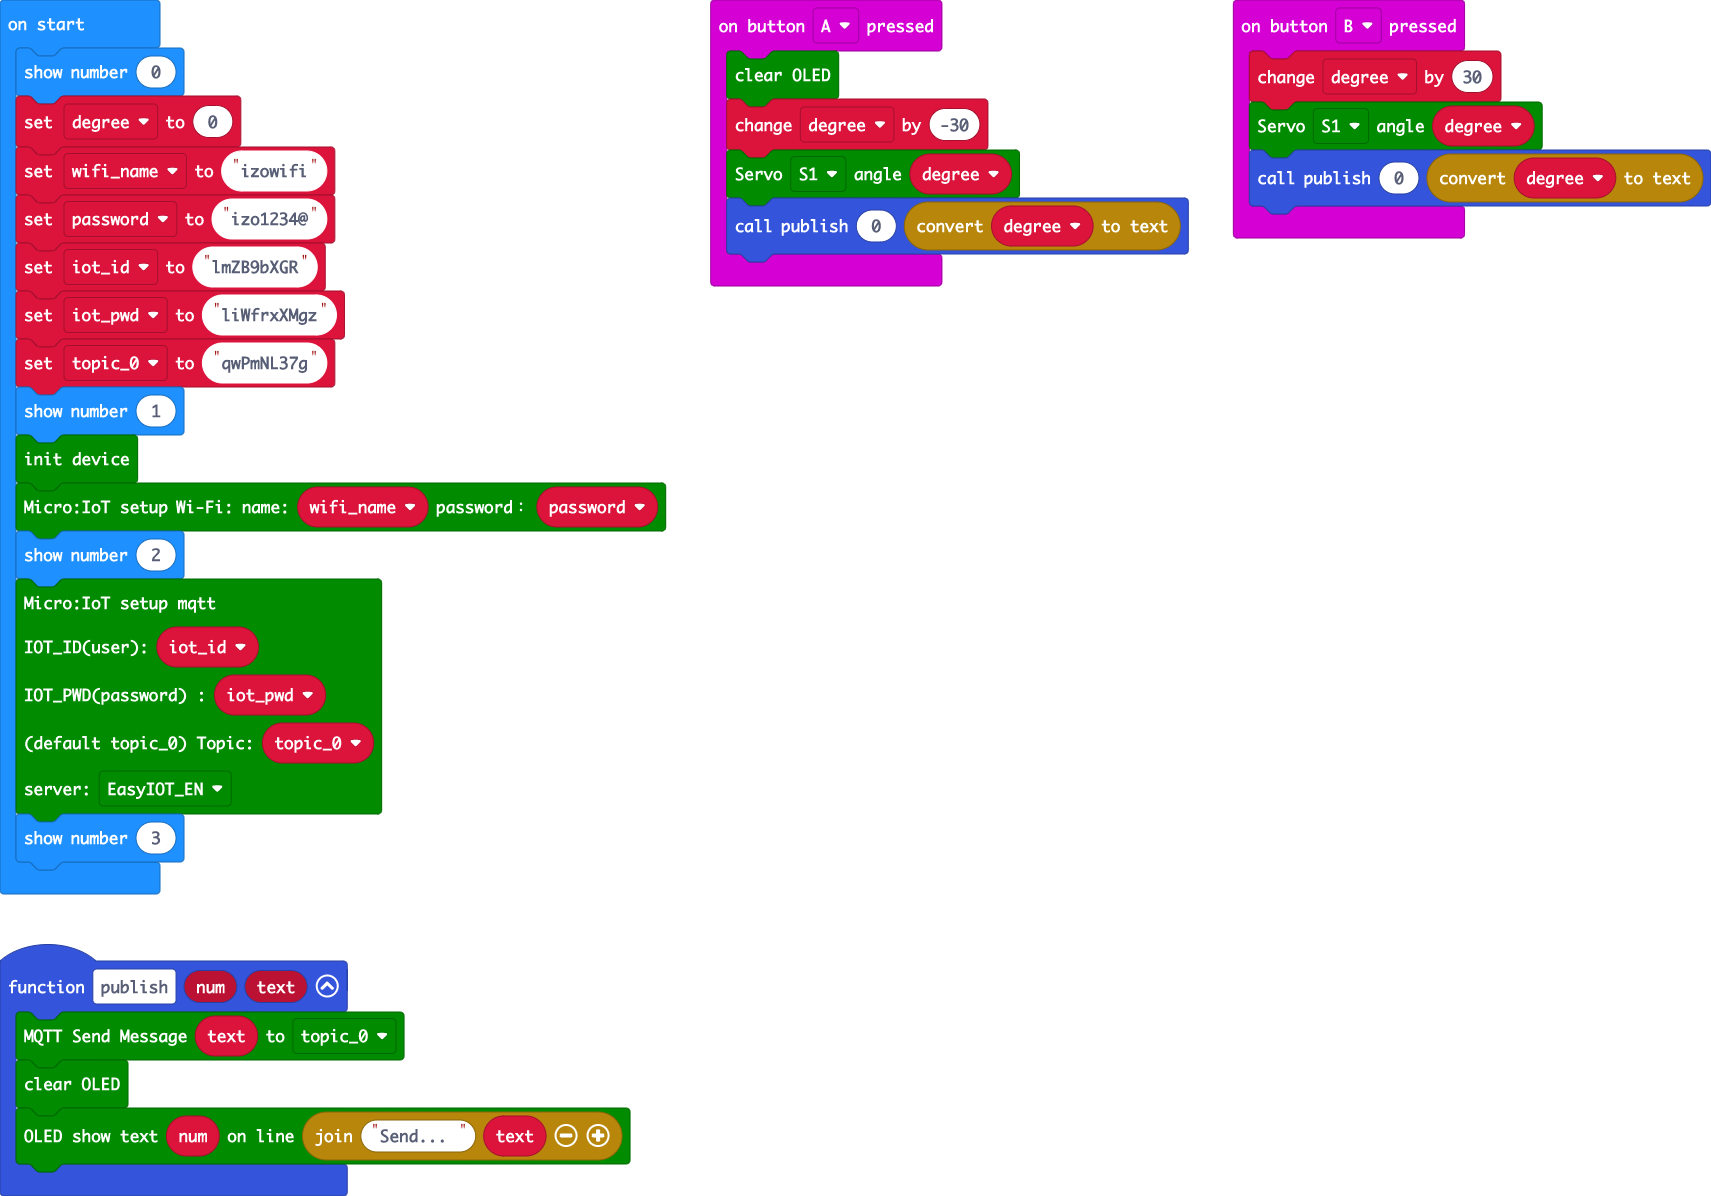 on start
show number 0
set degree to 0
set wifi_name to "izowifi"
set password to "izo1234@"
set iot_id to "lmZB9bXGR"
set iot_pwd to "liWfrxXMgz"
set topic_0 to "qwPmNL37g"
show number 1
init device
Micro:IoT setup Wi-Fi: name: wifi_name password: password
show number 2
Micro:IoT setup mqtt
IOT_ID(user): iot_id
IOT_PWD(password) : iot_pwd
(default topic_0) Topic: topic_0
server: EasyIOT_EN
show number 3
on button A pressed
clear OLED
change degree by -30
Servo S1 angle degree
call publish 0 convert degree to text
on button B pressed
change degree by 30
Servo S1 angle degree
call publish 0 convert degree to text
function publish num text
MQTT Send Message text to topic_0
clear OLED
OLED show text num on line join "Send... " text